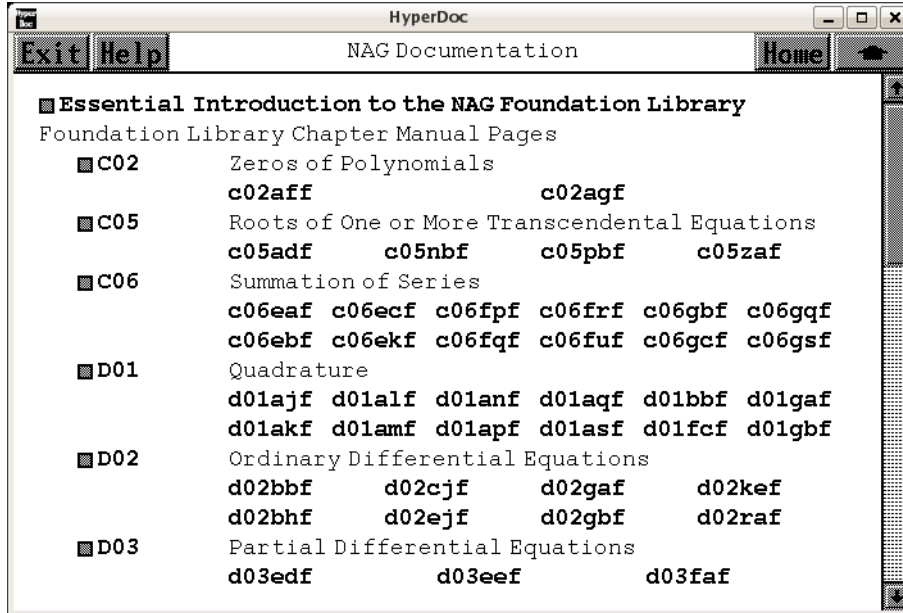 Hyper Doc HyperDoc
Exit Help NAG Documentation Home
Essential Introduction to the NAG Foundation Library
Foundation Library Chapter Manual Pages
C02 Zeros of Polynomials
c02aff c02agf
C05 Roots of One or More Transcendental Equations
c05adf c05nbf c05pbf c05zaf
C06 Summation of Series
c06eaf c06ecf c06fpf c06frf c06gbf c06gqf
c06ebf c06ekf c06fqf c06fuf c06gcf c06gsf
D01 Quadrature
d01ajf d01alf d01anf d01aqf d01bbf d01gaf
d01akf d01amf d01apf d01asf d01fcf d01gbf
D02 Ordinary Differential Equations
d02bbf d02cjf d02gaf d02kef
d02bhf d02ejf d02gbf d02raf
D03 Partial Differential Equations
d03edf d03eef d03faf